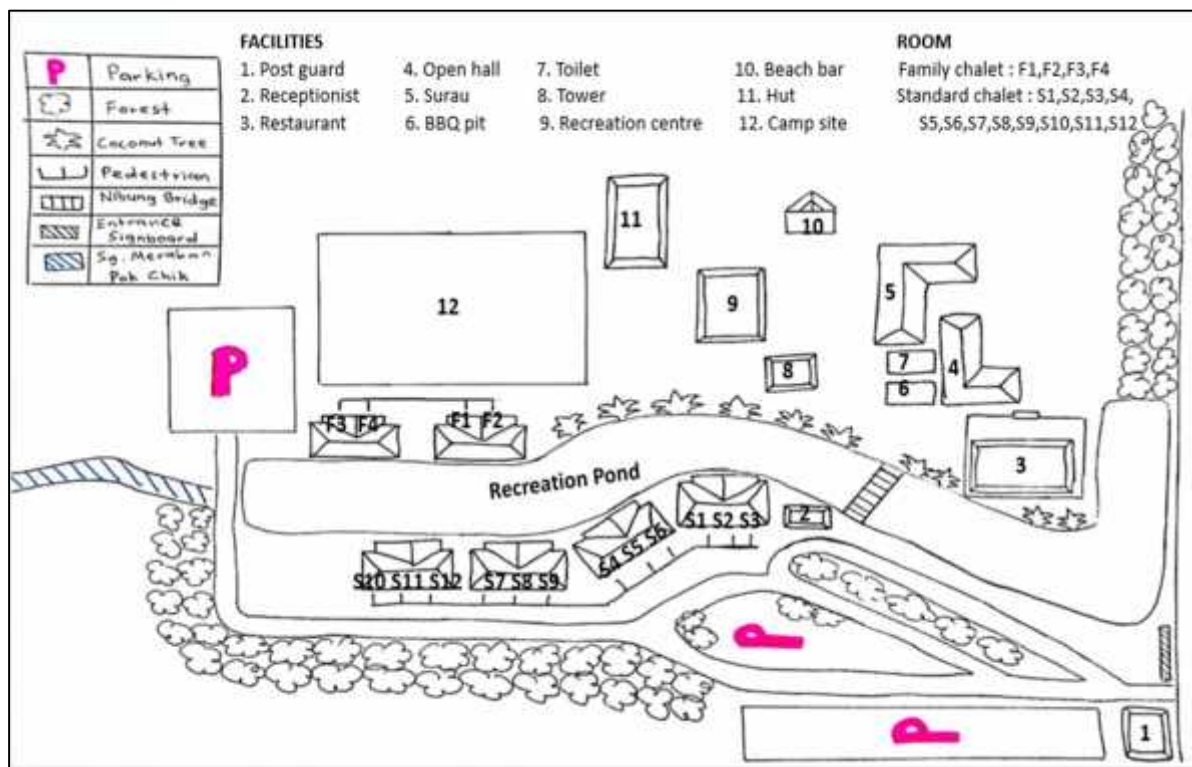 FACILITIES
1. Post guard
2. Receptionist
3. Restaurant
4. Open hall
5. Surau
6. BBQ pit
7. Toilet
8. Tower
9. Recreation centre
10. Beach bar
11. Hut
12. Camp site
ROOM
Family chalet : F1,F2,F3,F4
Standard chalet : S1,S2,S3,S4,
S5,S6,S7,S8,S9,S10,S11,S12
P Parking
Forest
Coconut Tree
Pedestrian
Nibung Bridge
Entrance
Signboard
Sg. Meraban
Pak Chik
11
10
5
9
12
P
8
7
4
6
F3 F4
F1 F2
3
Recreation Pond
S1 S2 S3
2
S4 S5 S6
S10 S11 S12
S7 S8 S9
P
P
1